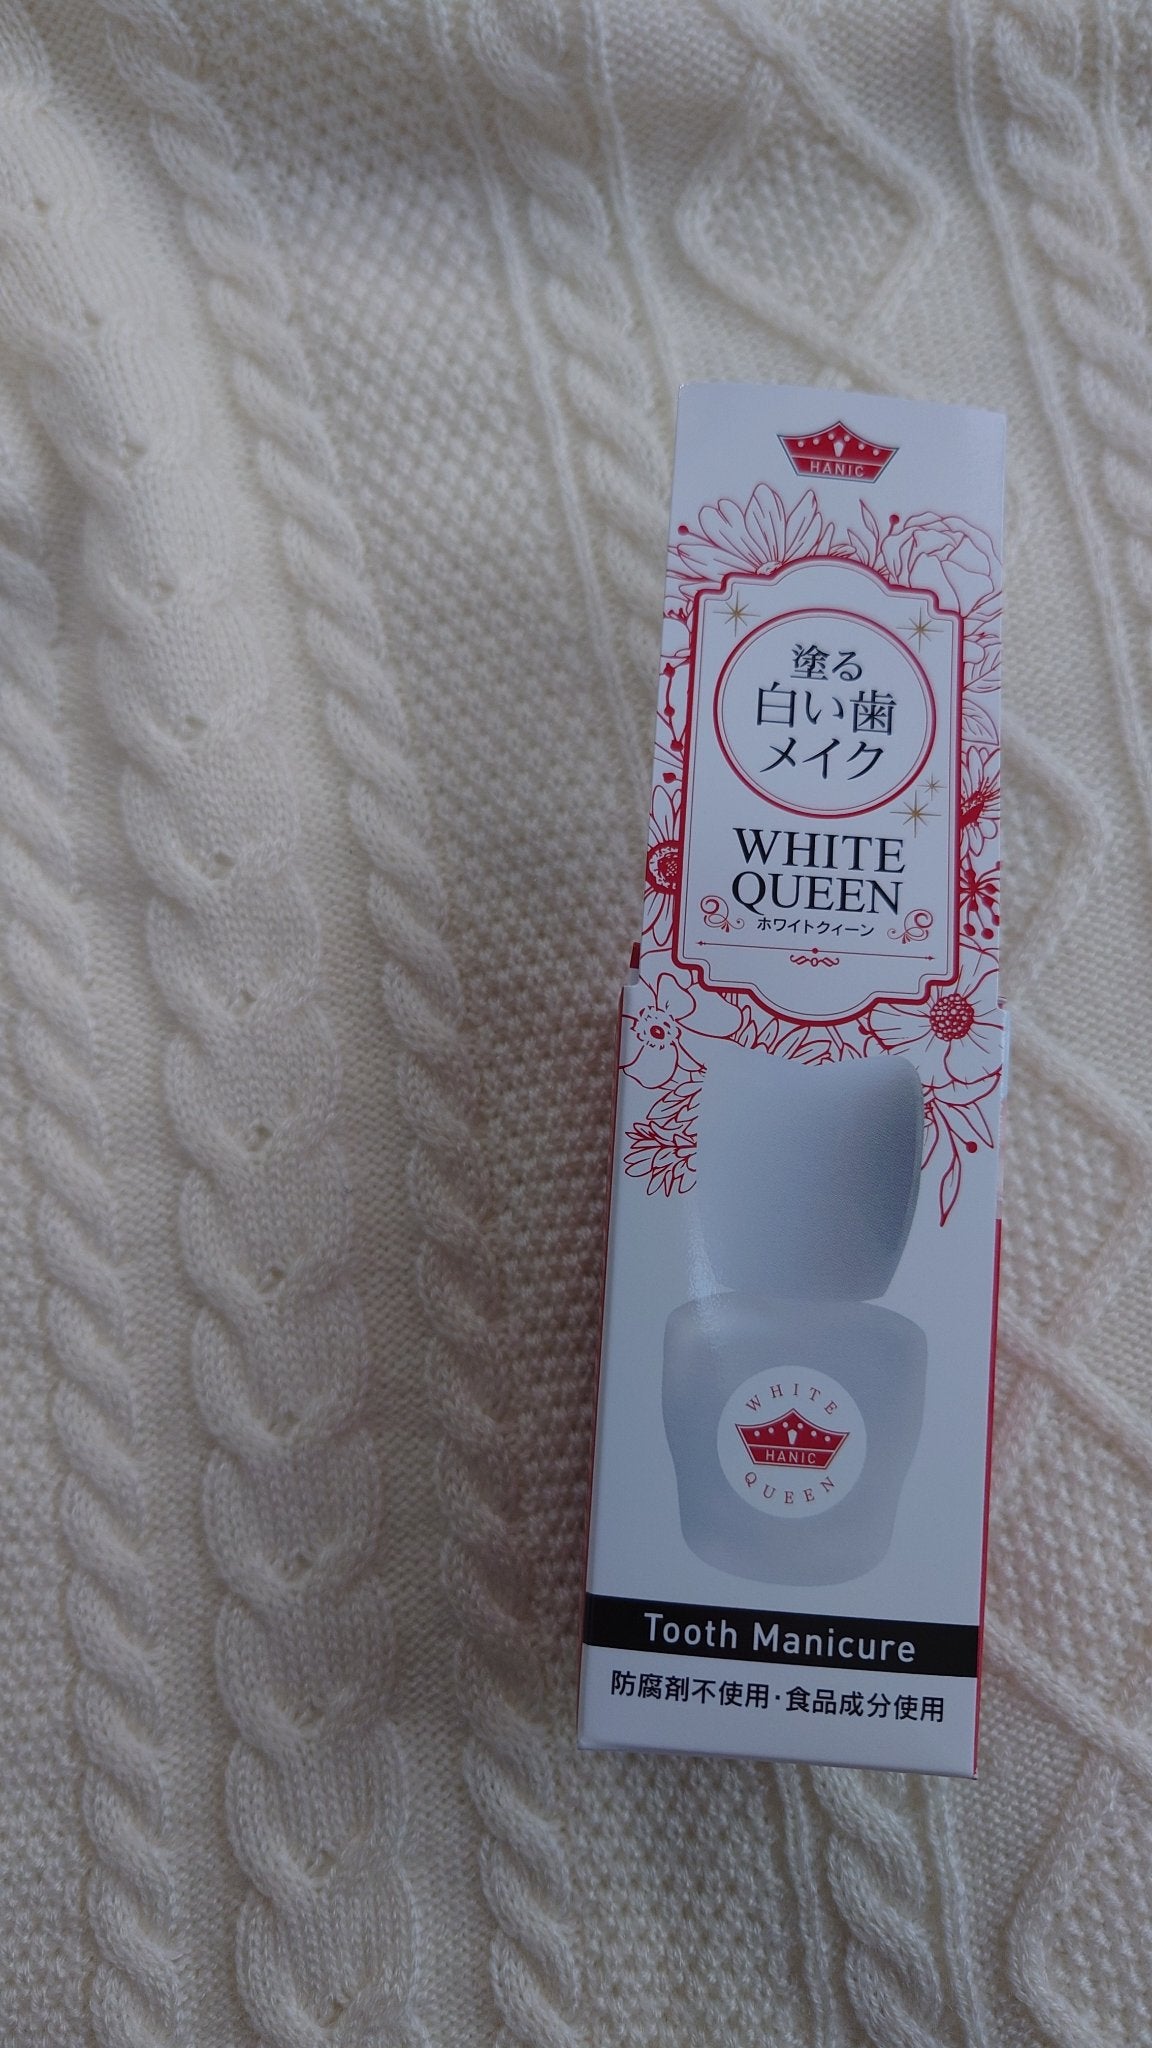 HANIC
塗る
白い歯
メイク
WHITE
QUEEN
ホワイトクィーン
WHITE
HANIC
QUEEN
Tooth Manicure
防腐剤不使用・食品成分使用